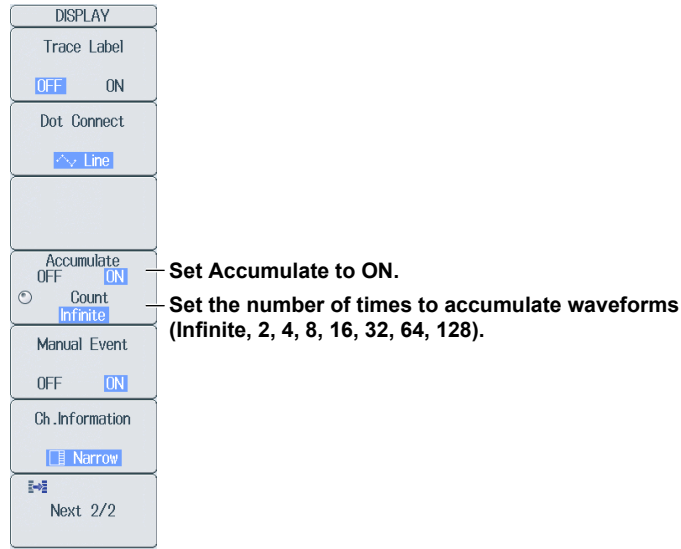 DISPLAY
Trace Label
OFF ON
Dot Connect
Line
Accumulate
OFF ON
Count
Infinite
Set Accumulate to ON.
Set the number of times to accumulate waveforms
(Infinite, 2, 4, 8, 16, 32, 64, 128).
Manual Event
OFF ON
Ch.Information
Narrow
Next 2/2